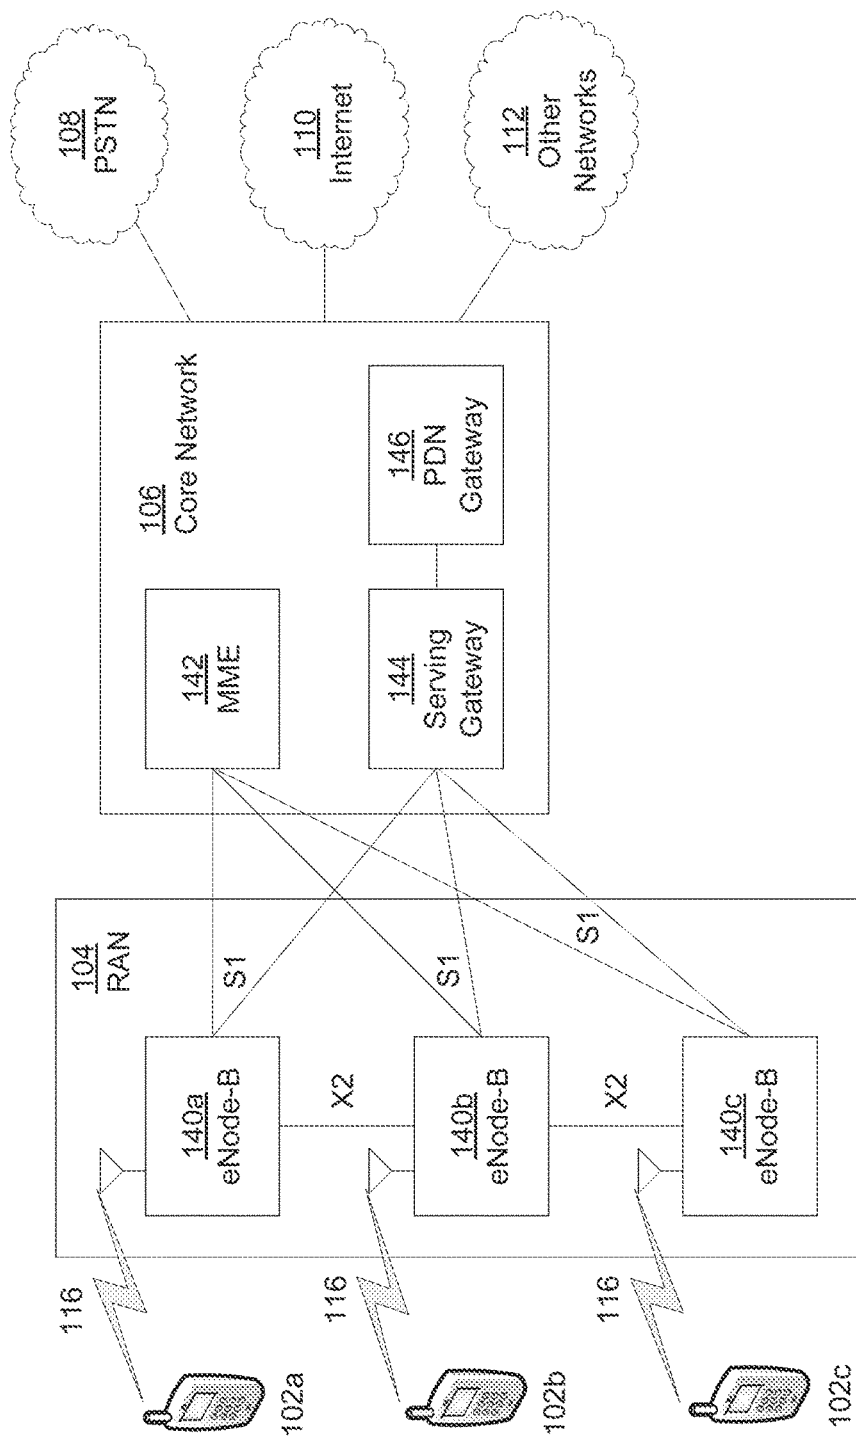 102a
102b
102c
116
116
116
104
RAN
140a
eNode-B
X2
140b
eNode-B
X2
140c
eNode-B
S1
S1
S1
106
Core Network
142
MME
144
Serving
Gateway
146
PDN
Gateway
108
PSTN
110
Internet
112
Other
Networks